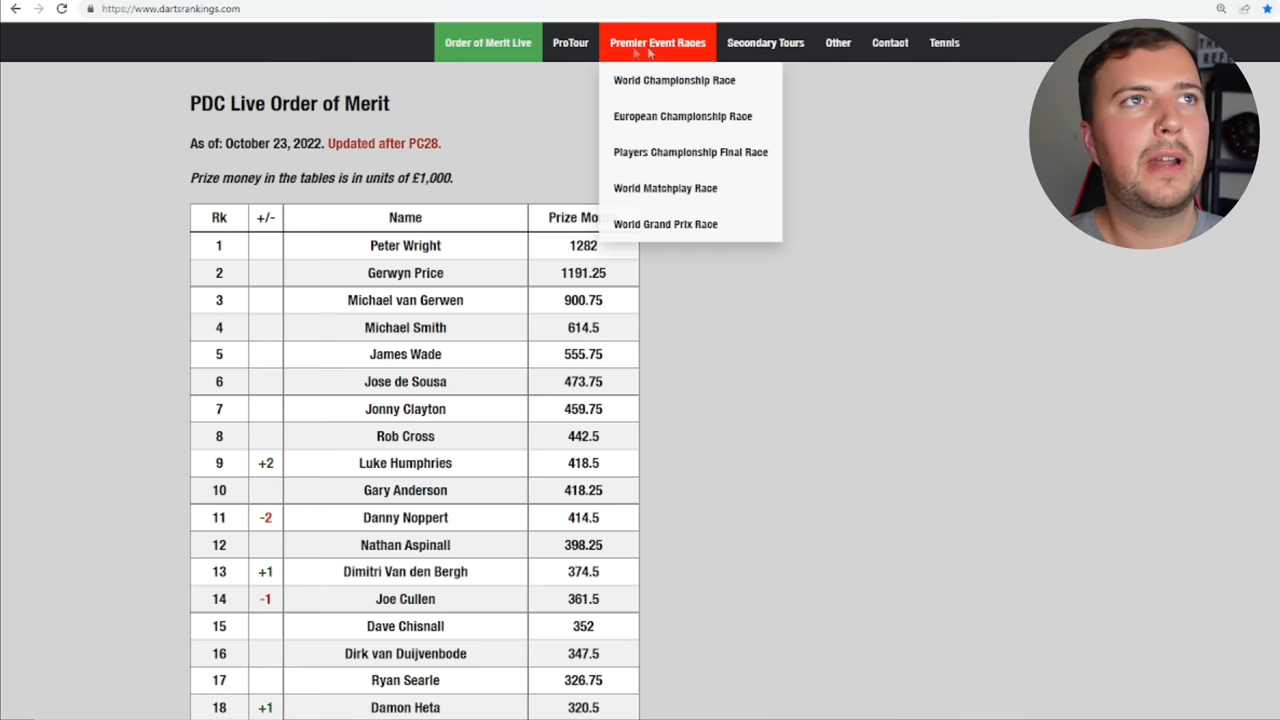 https://www.dartsrankings.com
Order of Merit Live ProTour Premier Event Races Secondary Tours Other Contact Tennis
World Championship Race
European Championship Race
Players Championship Final Race
World Matchplay Race
World Grand Prix Race
PDC Live Order of Merit
As of: October 23, 2022. Updated after PC28.
Prize money in the tables is in units of £1,000.
Rk +/- Name Prize Mo
1 Peter Wright 1282
2 Gerwyn Price 1191.25
3 Michael van Gerwen 900.75
4 Michael Smith 614.5
5 James Wade 555.75
6 Jose de Sousa 473.75
7 Jonny Clayton 459.75
8 Rob Cross 442.5
9 +2 Luke Humphries 418.5
10 Gary Anderson 418.25
11 -2 Danny Noppert 414.5
12 Nathan Aspinall 398.25
13 +1 Dimitri Van den Bergh 374.5
14 -1 Joe Cullen 361.5
15 Dave Chisnall 352
16 Dirk van Duijvenbode 347.5
17 Ryan Searle 326.75
18 +1 Damon Heta 320.5